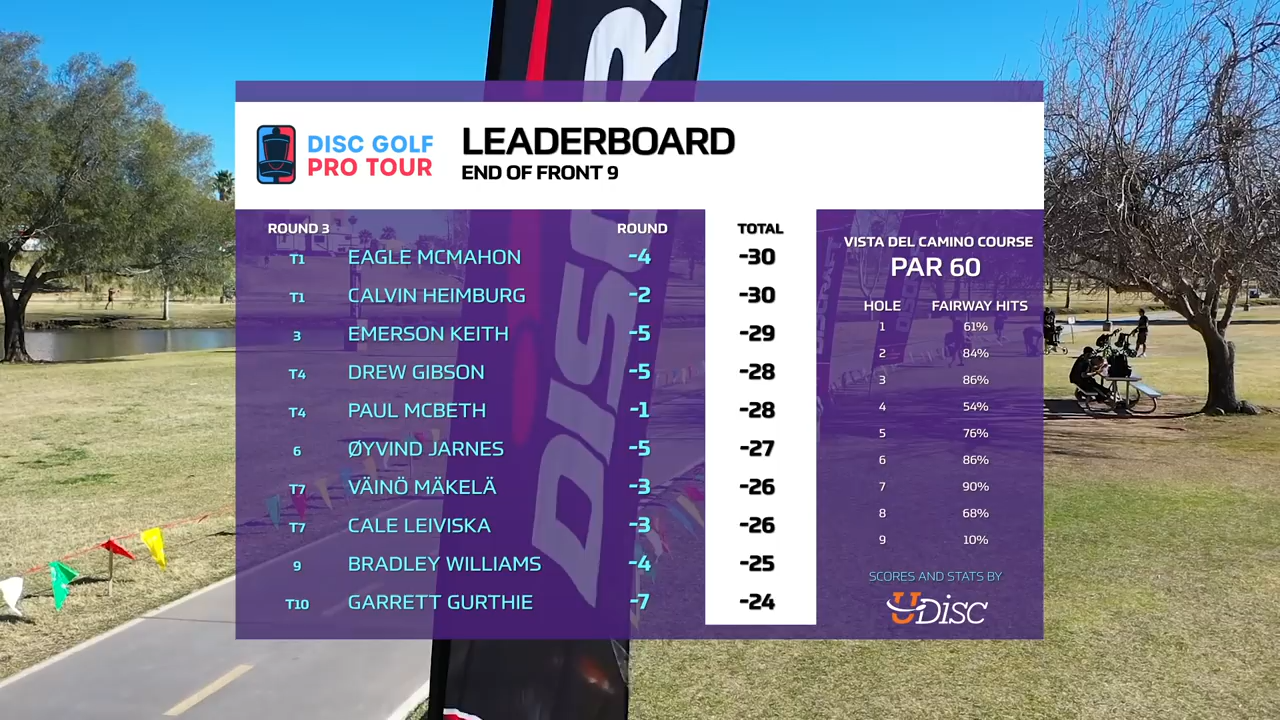 DISC GOLF
PRO TOUR
LEADERBOARD
END OF FRONT 9
ROUND 3 ROUND TOTAL
T1 EAGLE MCMAHON -4 -30
T1 CALVIN HEIMBURG -2 -30
3 EMERSON KEITH -5 -29
T4 DREW GIBSON -5 -28
T4 PAUL MCBETH -1 -28
6 ØYVIND JARNES -5 -27
T7 VÄINÖ MÄKELÄ -3 -26
T7 CALE LEIVISKA -3 -26
9 BRADLEY WILLIAMS -4 -25
T10 GARRETT GURTHIE -7 -24
VISTA DEL CAMINO COURSE
PAR 60
HOLE FAIRWAY HITS
1 61%
2 84%
3 86%
4 54%
5 76%
6 86%
7 90%
8 68%
9 10%
SCORES AND STATS BY
UDisc